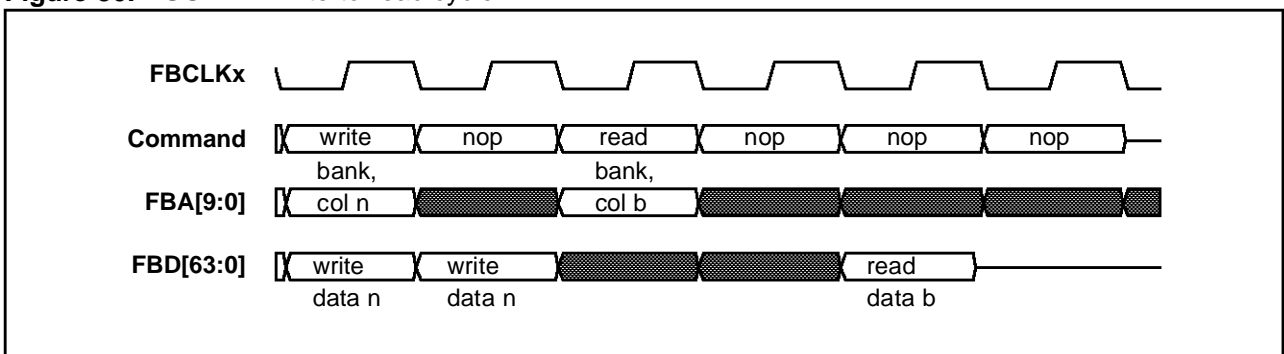 FBCLKx
Command write nop read nop nop nop
bank, bank,
FBA[9:0] col n col b
FBD[63:0] write write read
data n data n data b